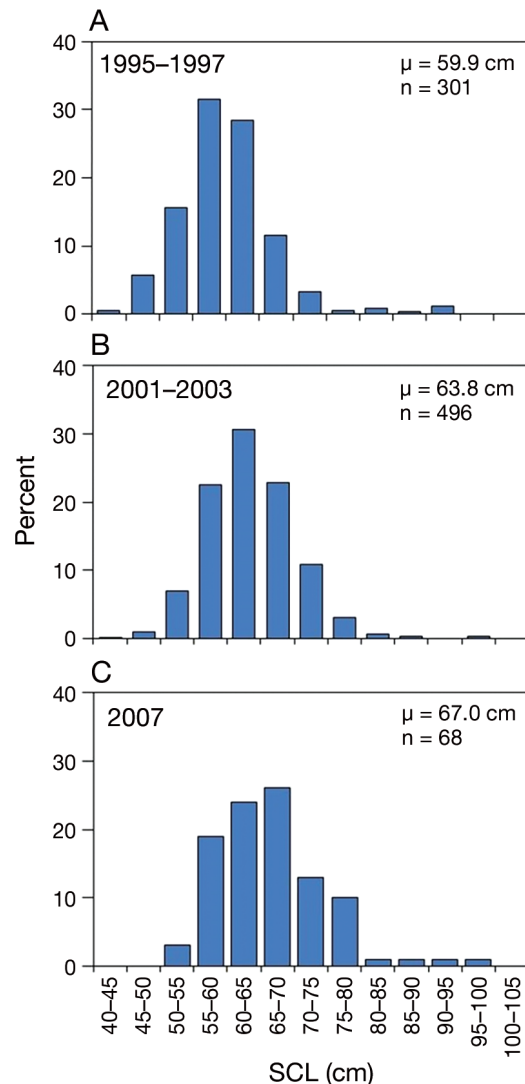 A
40
1995–1997
µ = 59.9 cm
n = 301
30
20
10
0
B
40
2001–2003
µ = 63.8 cm
n = 496
30
20
10
0
Percent
C
40
2007
µ = 67.0 cm
n = 68
30
20
10
0
40–45
45–50
50–55
55–60
60–65
65–70
70–75
75–80
80–85
85–90
90–95
95–100
100–105
SCL (cm)